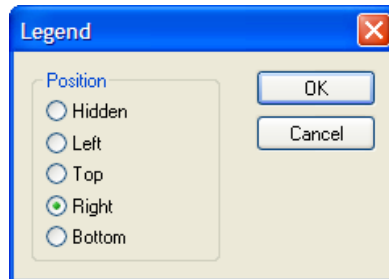 Legend
Position
Hidden
Left
Top
Right
Bottom
OK
Cancel